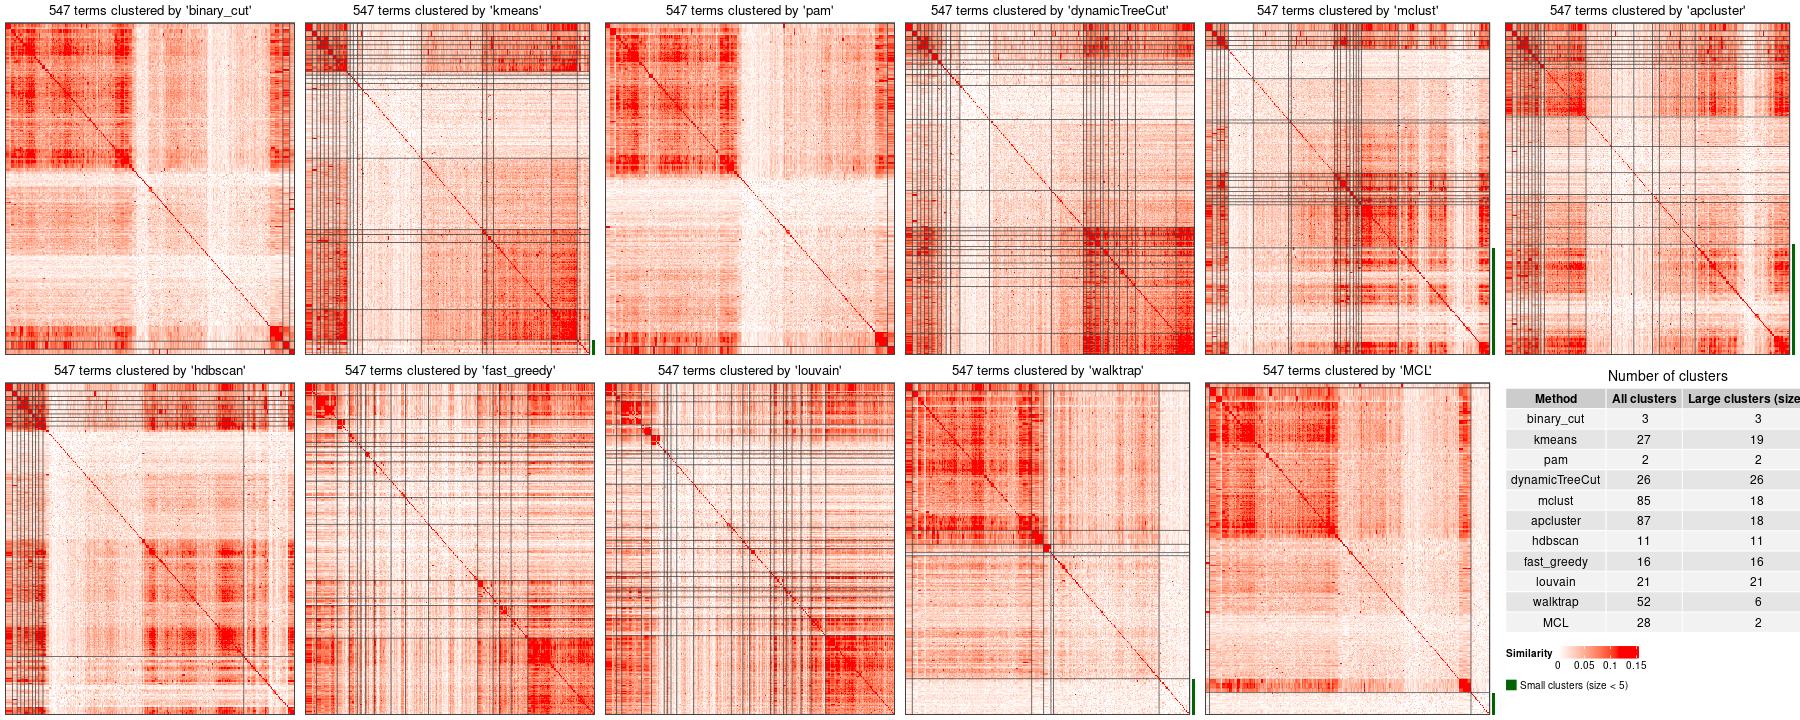 547 terms clustered by 'binary_cut'
547 terms clustered by 'kmeans'
547 terms clustered by 'pam'
547 terms clustered by 'dynamicTreeCut'
547 terms clustered by 'mclust'
547 terms clustered by 'apcluster'
547 terms clustered by 'hdbscan'
547 terms clustered by 'fast_greedy'
547 terms clustered by 'louvain'
547 terms clustered by 'walktrap'
547 terms clustered by 'MCL'
Number of clusters
Method All clusters Large clusters (size
binary_cut 3 3
kmeans 27 19
pam 2 2
dynamicTreeCut 26 26
mclust 85 18
apcluster 87 18
hdbscan 11 11
fast_greedy 16 16
louvain 21 21
walktrap 52 6
MCL 28 2
Similarity
0 0.05 0.1 0.15
Small clusters (size < 5)